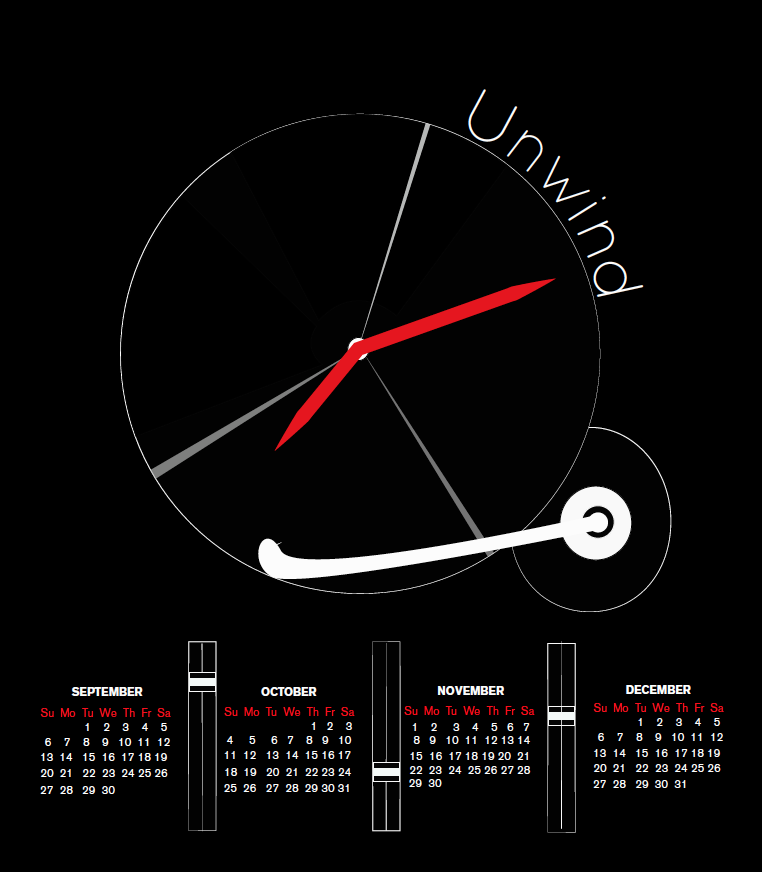 Unwind
SEPTEMBER
Su Mo Tu We Th Fr Sa
1 2 3 4 5
6 7 8 9 10 11 12
13 14 15 16 17 18 19
20 21 22 23 24 25 26
27 28 29 30
OCTOBER
Su Mo Tu We Th Fr Sa
1 2 3
4 5 6 7 8 9 10
11 12 13 14 15 16 17
18 19 20 21 22 23 24
25 26 27 28 29 30 31
NOVEMBER
Su Mo Tu We Th Fr Sa
1 2 3 4 5 6 7
8 9 10 11 12 13 14
15 16 17 18 19 20 21
22 23 24 25 26 27 28
29 30
DECEMBER
Su Mo Tu We Th Fr Sa
1 2 3 4 5
6 7 8 9 10 11 12
13 14 15 16 17 18 19
20 21 22 23 24 25 26
27 28 29 30 31